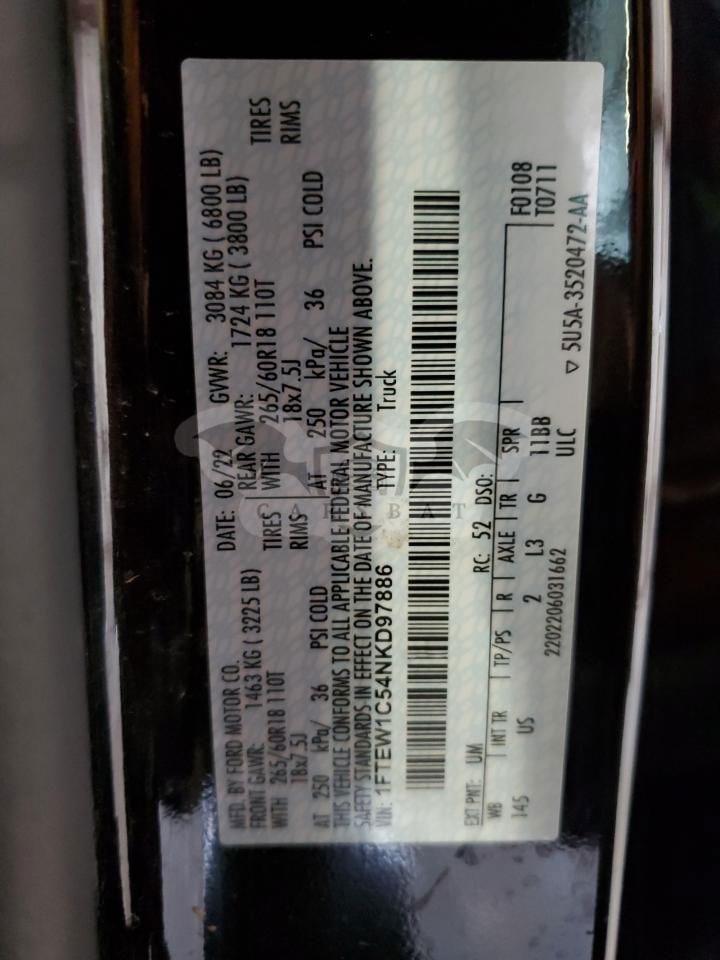 MFD. BY FORD MOTOR CO.
DATE: 06/22 GVWR: 3084 KG ( 6800 LB)
FRONT GAWR: 1463 KG ( 3225 LB) REAR GAWR: 1724 KG ( 3800 LB)
WITH 265/60R18 110T TIRES WITH 265/60R18 110T TIRES
18x7.5J RIMS 18x7.5J RIMS
AT 250 kPa/ 36 PSI COLD AT 250 kPa/ 36 PSI COLD
THIS VEHICLE CONFORMS TO ALL APPLICABLE FEDERAL MOTOR VEHICLE
SAFETY STANDARDS IN EFFECT ON THE DATE OF MANUFACTURE SHOWN ABOVE.
VIN: 1FTEW1C54NKD97886 TYPE: Truck
EXT PNT: UM RC: 52 DSO:
WB INT TR TP/PS R AXLE TR SPR F0108
145 US 2 L3 G 11BB T0711
2202206031662 ULC
▽ 5U5A-3520472-AA